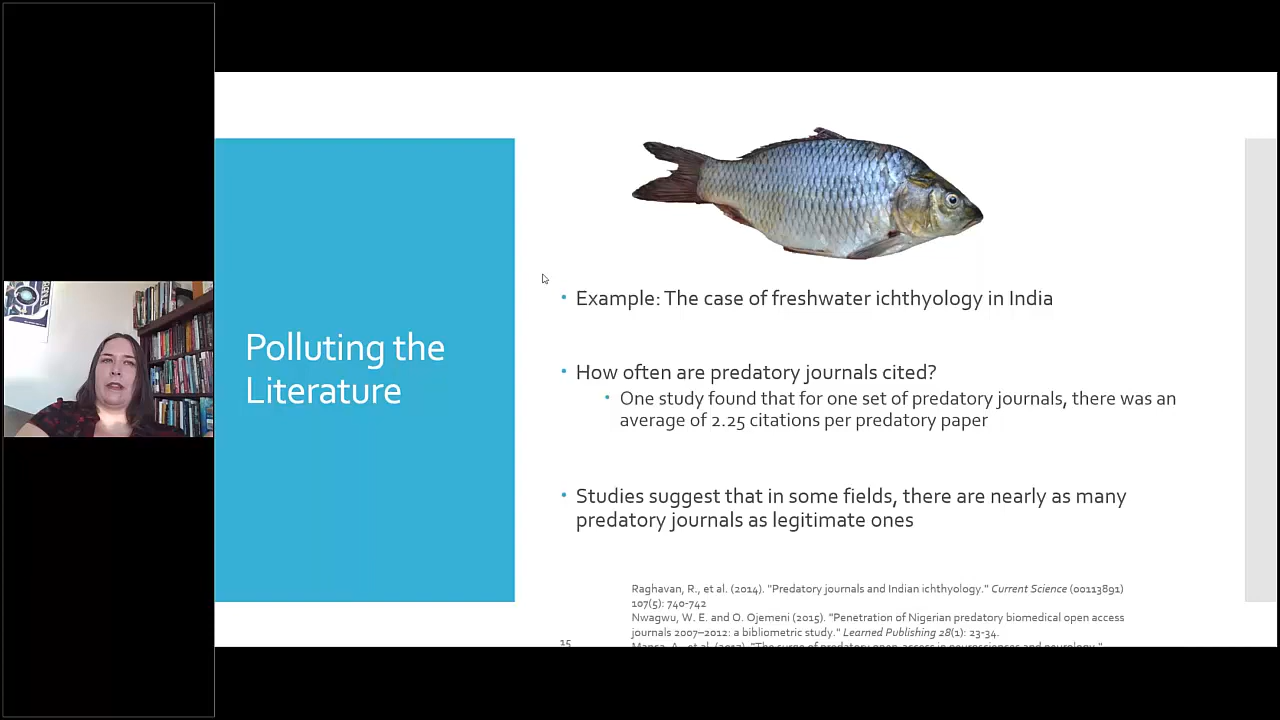 Polluting the
Literature
• Example: The case of freshwater ichthyology in India
• How often are predatory journals cited?
• One study found that for one set of predatory journals, there was an
average of 2.25 citations per predatory paper
• Studies suggest that in some fields, there are nearly as many
predatory journals as legitimate ones
Raghavan, R., et al. (2014). "Predatory journals and Indian ichthyology." Current Science (00113891)
107(5): 740-742
Nwagwu, W. E. and O. Ojemeni (2015). "Penetration of Nigerian predatory biomedical open access
journals 2007–2012: a bibliometric study." Learned Publishing 28(1): 23-34.
15